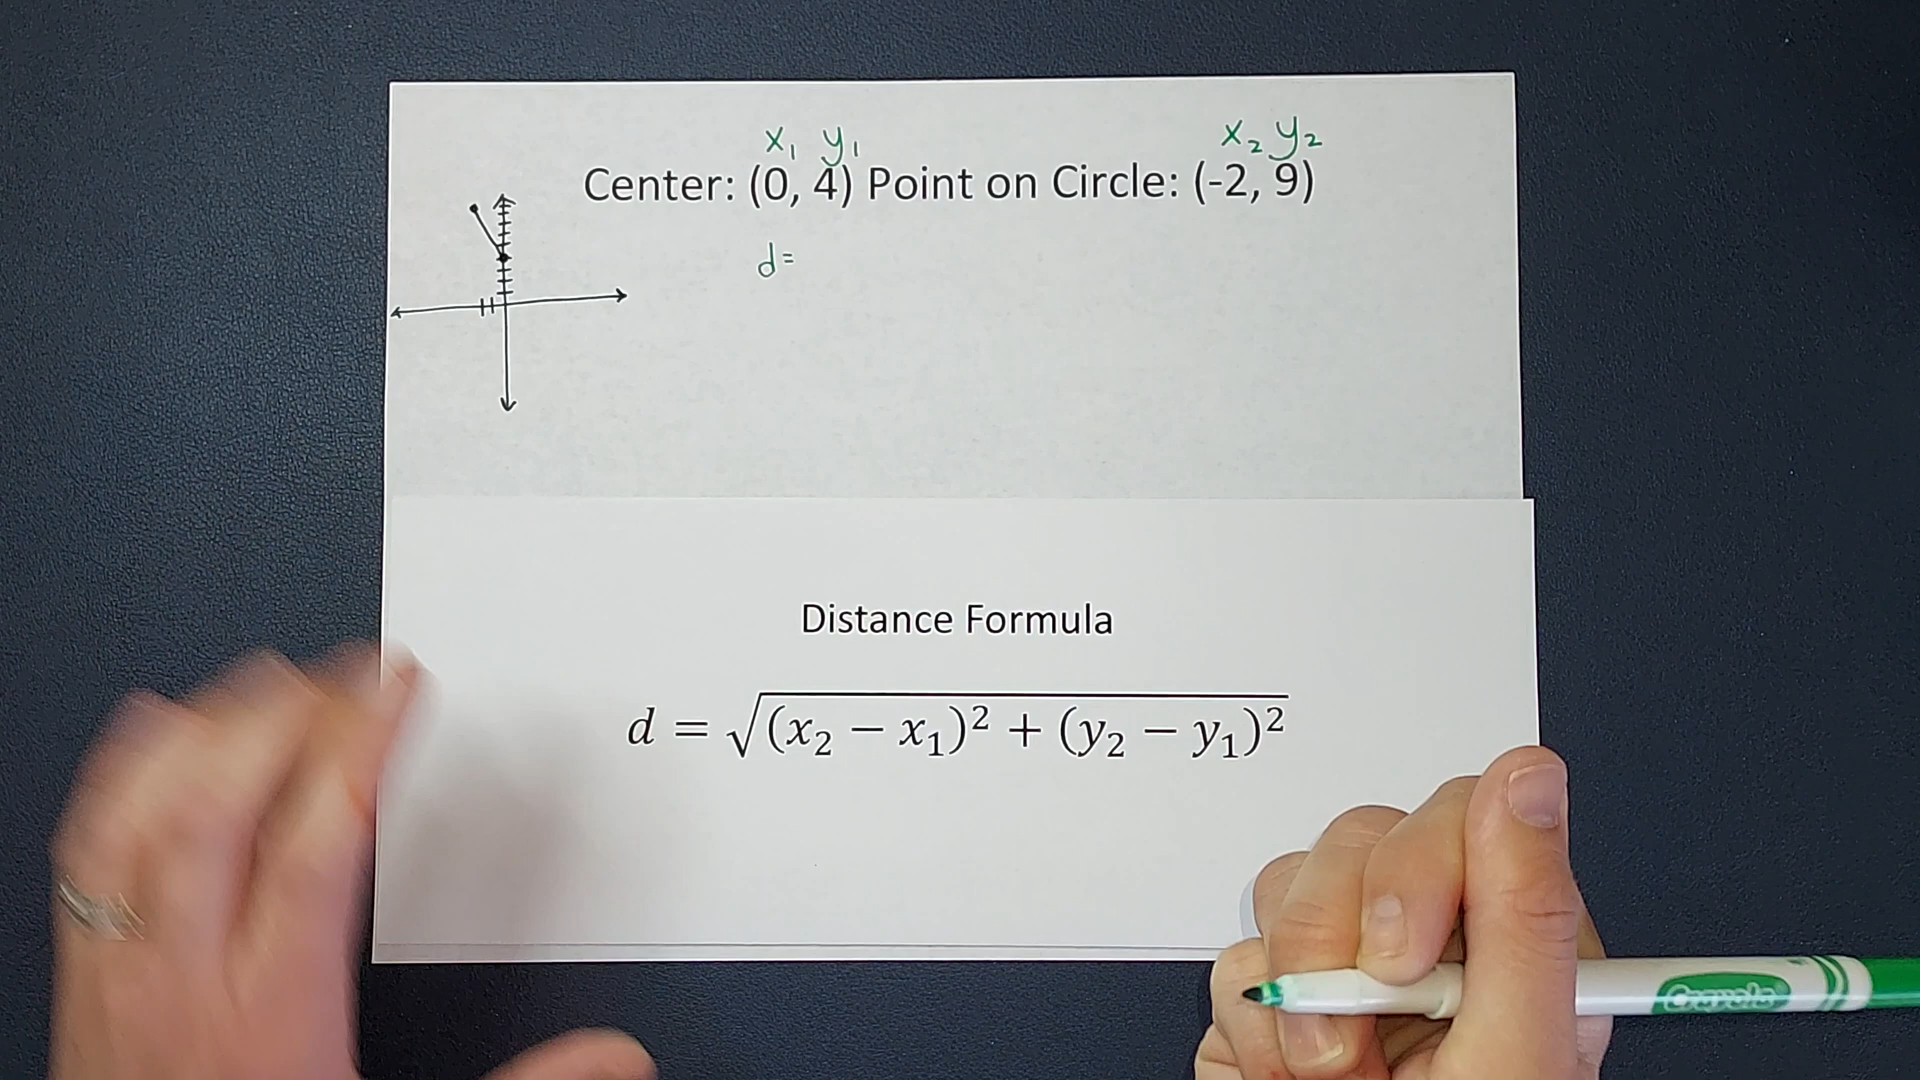 x₁ y₁ x₂ y₂
Center: (0, 4) Point on Circle: (-2, 9)
d=
Distance Formula
d = √(x₂ − x₁)² + (y₂ − y₁)²
Crayola